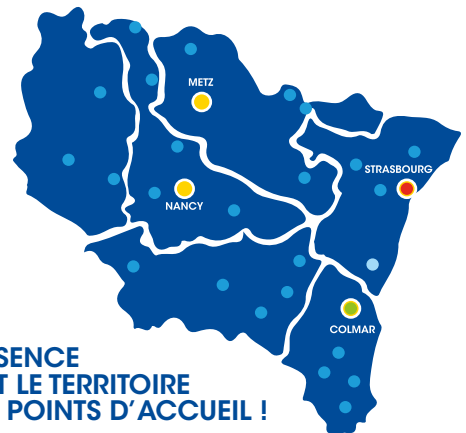 METZ
STRASBOURG
NANCY
COLMAR
SENCE
T LE TERRITOIRE
POINTS D'ACCUEIL !